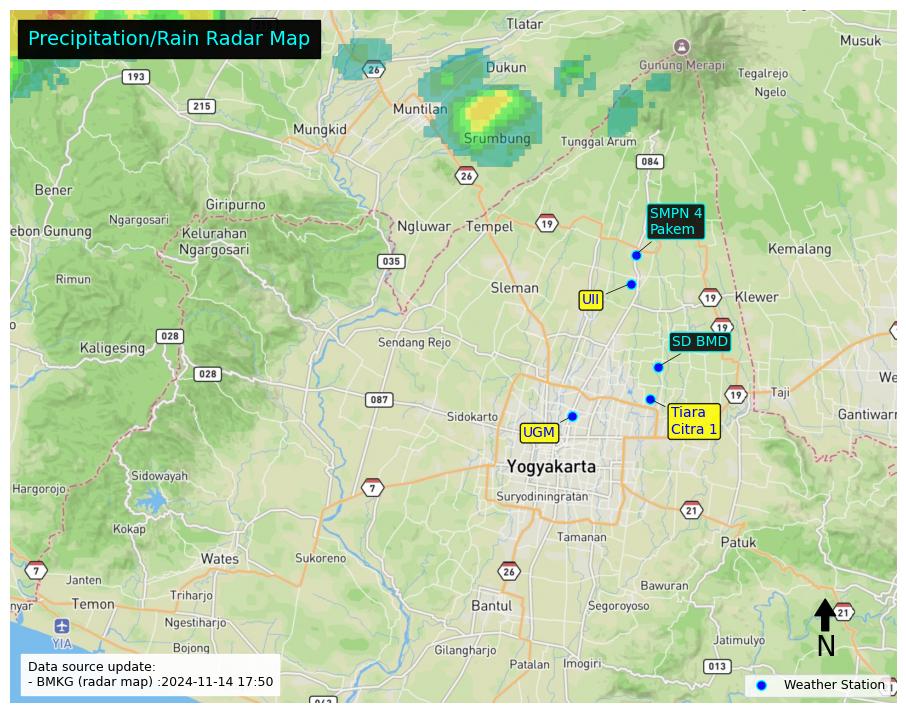 Precipitation/Rain Radar Map
Tlatar
Musuk
26
Dukun
Gunung Merapi
193
Tegalrejo
Ngelo
215
Muntilan
Mungkid
Srumbung
Tunggal Arum
084
26
Bener
Giripurno
SMPN 4
Pakem
Ngargosari
ebon Gunung
Kelurahan
Ngargosari
Ngluwar
Tempel
19
Kemalang
035
Rimun
Sleman
UII
19
Klewer
19
028
Kaligesing
Sendang Rejo
SD BMD
028
We
087
19
Taji
Sidokarto
Tiara
Citra 1
Gantiwarn
UGM
Yogyakarta
Sidowayah
Hargorojo
7
Suryodiningratan
21
Kokap
Tamanan
Patuk
Wates
Sukoreno
7
26
Janten
Bawuran
nyar
Temon
Triharjo
Bantul
Segoroyoso
21
Ngestiharjo
YIA
Jatimulyo
N
Bojong
Gilangharjo
Patalan
Imogiri
013
Data source update:
- BMKG (radar map) :2024-11-14 17:50
Weather Station